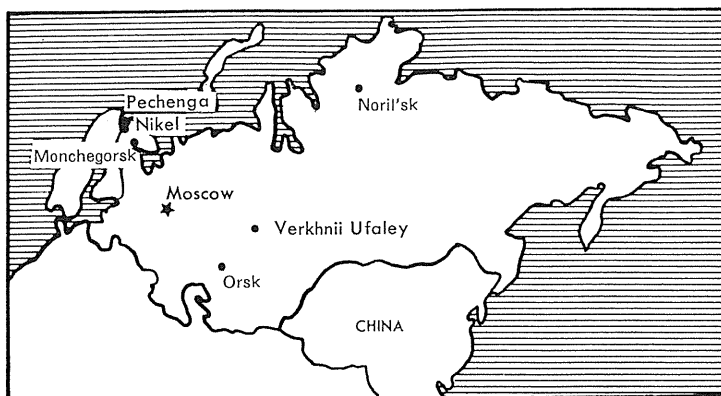 Noril'sk
Pechenga
Nikel
Monchegorsk
Moscow
Verkhnii Ufaley
Orsk
CHINA